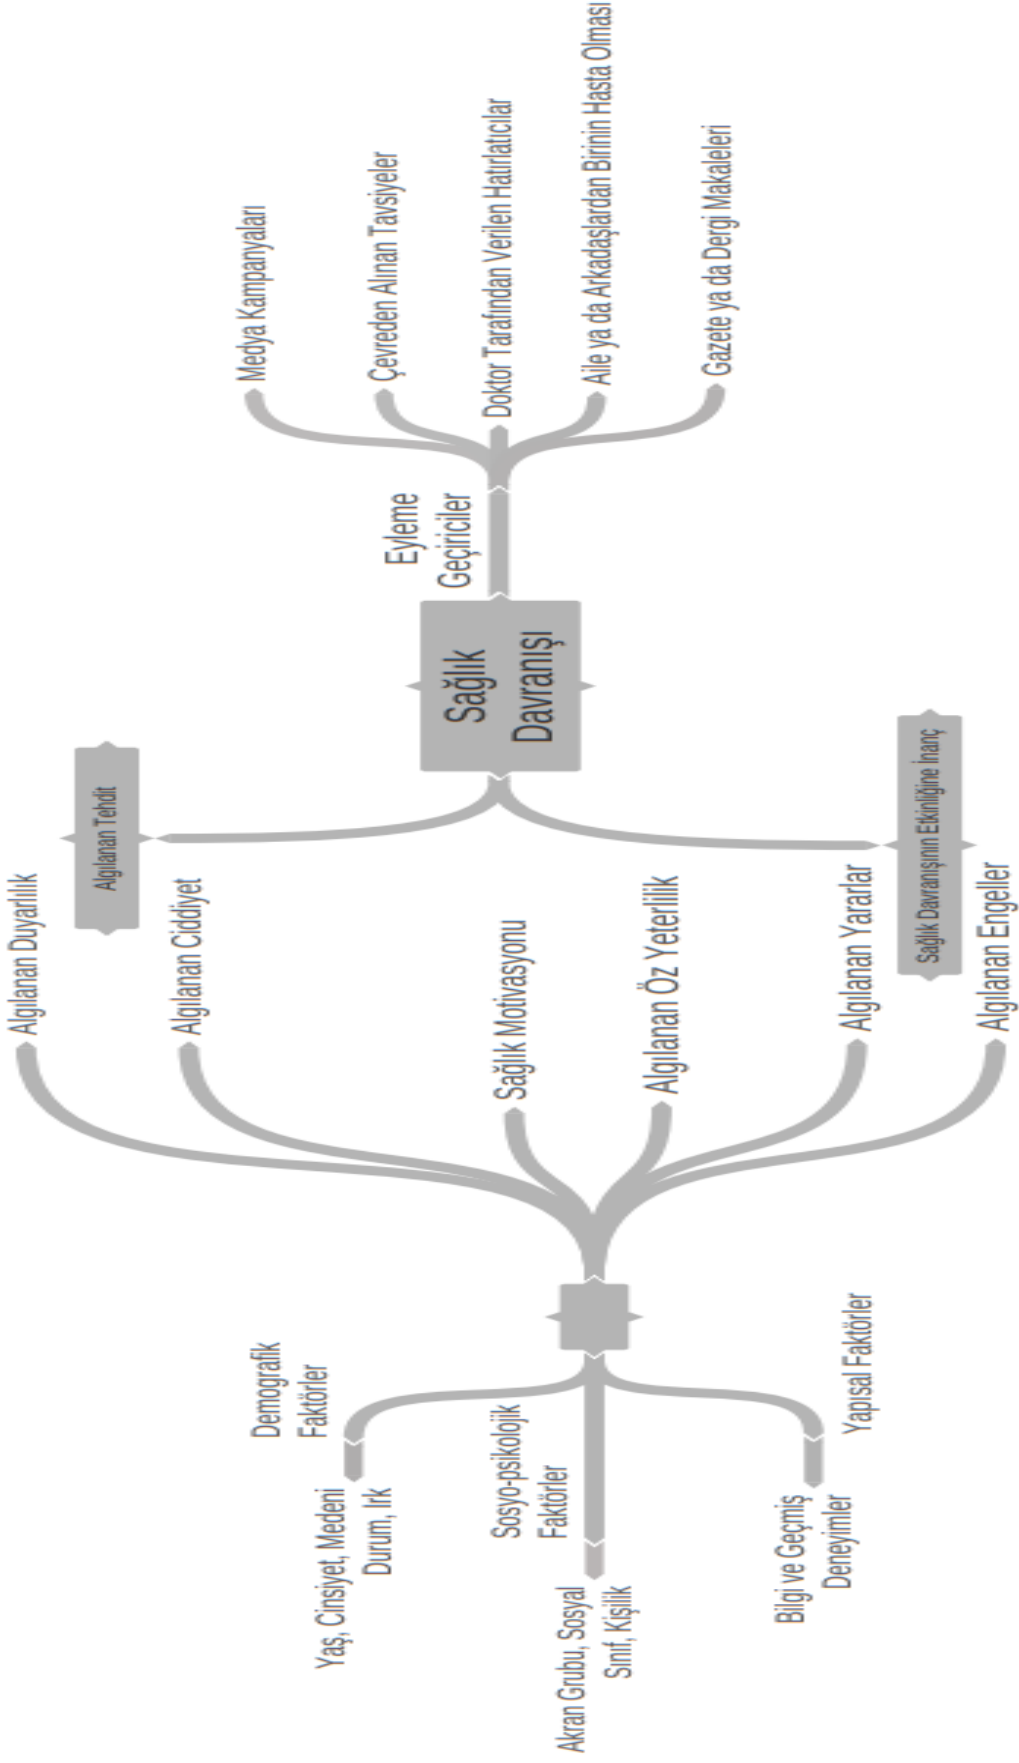 Demografik
Faktörler
Yaş, Cinsiyet, Medeni
Durum, Irk
Sosyo-psikolojik
Faktörler
Akran Grubu, Sosyal
Sınıf, Kişilik
Bilgi ve Geçmiş
Deneyimler
Yapısal Faktörler
Algılanan Duyarlılık
Algılanan Ciddiyet
Sağlık Motivasyonu
Algılanan Öz Yeterlilik
Algılanan Yararlar
Algılanan Engeller
Algılanan Tehdit
Sağlık Davranışının Etkinliğine İnanç
Sağlık
Davranışı
Eyleme
Geçiriciler
Medya Kampanyaları
Çevreden Alınan Tavsiyeler
Doktor Tarafından Verilen Hatırlatıcılar
Aile ya da Arkadaşlardan Birinin Hasta Olması
Gazete ya da Dergi Makaleleri